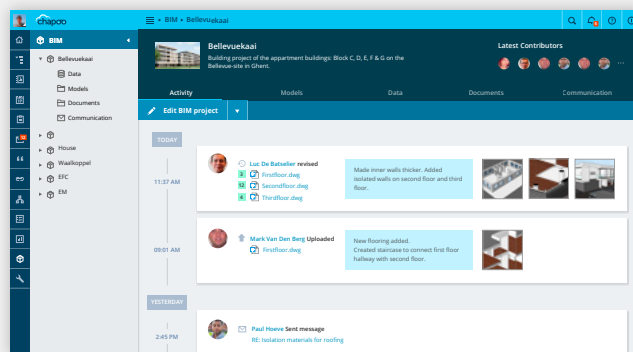 chapoo
BIM
BIM
Bellevuekaai
Bellevuekaai
Data
Models
Documents
Communication
House
Waalkoppel
EFC
EM
Bellevuekaai
Building project of the appartment buildings: Block C, D, E, F & G on the
Bellevue-site in Ghent.
Latest Contributors
...
Activity
Models
Data
Documents
Communication
Edit BIM project
TODAY
11:37 AM
Luc De Batselier revised
3 Firstfloor.dwg
12 Secondfloor.dwg
4 Thirdfloor.dwg
Made inner walls thicker. Added
isolated walls on second floor and third
floor.
09:01 AM
Mark Van Den Berg Uploaded
Firstfloor.dwg
New flooring added.
Created staircase to connect first floor
hallway with second floor.
YESTERDAY
2:45 PM
Paul Hoeve Sent message
RE: Isolation materials for roofing